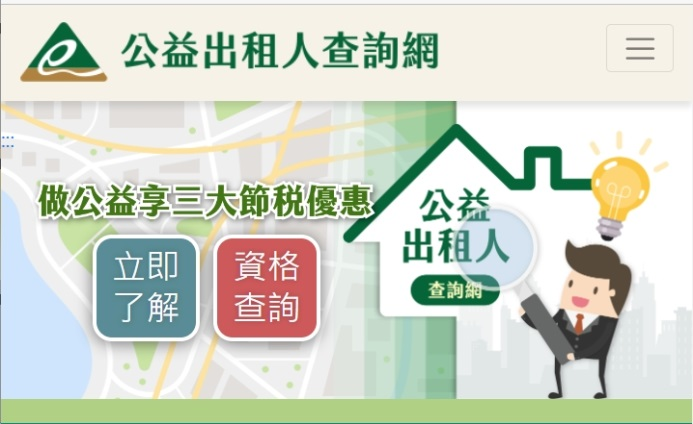 公益出租人查詢網
:::
做公益享三大節稅優惠
立即
了解
資格
查詢
公益
出租人
查詢網